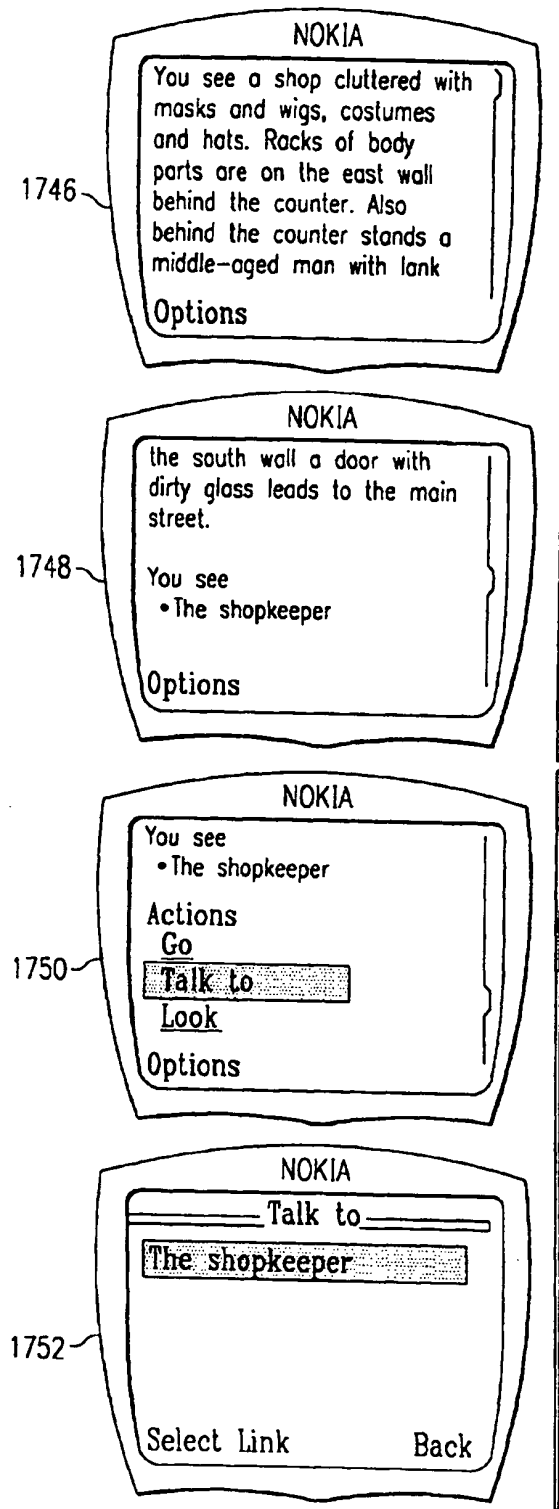 NOKIA
You see a shop cluttered with
masks and wigs, costumes
and hats. Racks of body
parts are on the east wall
behind the counter. Also
behind the counter stands a
middle-aged man with lank
Options
1746
NOKIA
the south wall a door with
dirty glass leads to the main
street.
You see
•The shopkeeper
Options
1748
NOKIA
You see
•The shopkeeper
Actions
Go
Talk to
Look
Options
1750
NOKIA
Talk to
The shopkeeper
Select Link Back
1752